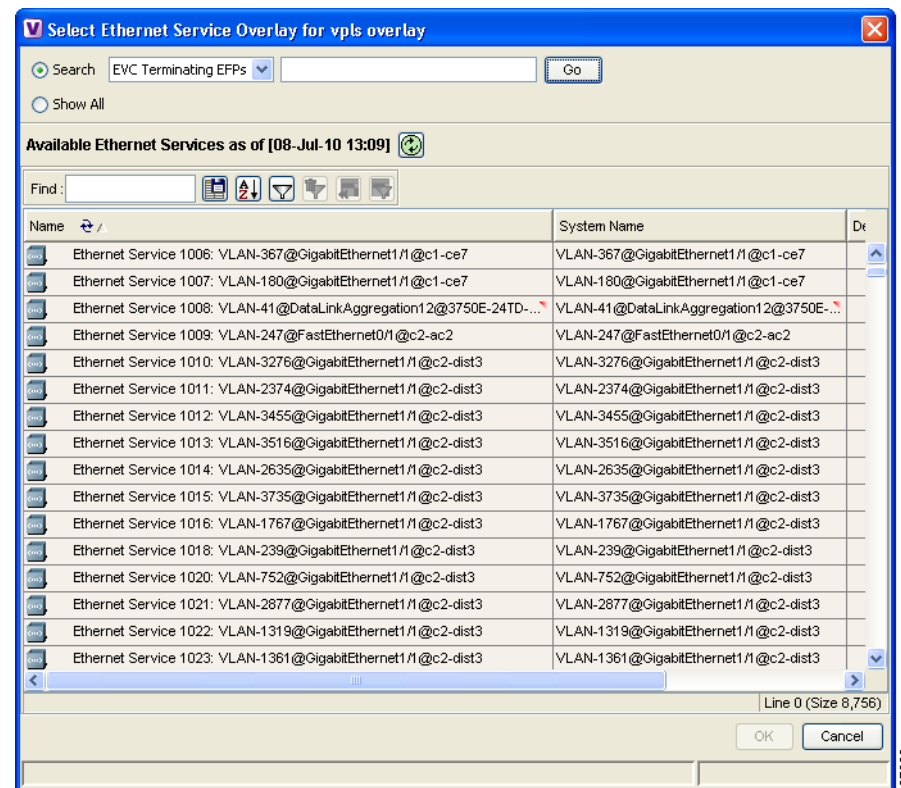 Select Ethernet Service Overlay for vpls overlay
Search EVC Terminating EFPs Go
Show All
Available Ethernet Services as of [08-Jul-10 13:09]
Find :
Name System Name De
Ethernet Service 1006: VLAN-367@GigabitEthernet1/1@c1-ce7 VLAN-367@GigabitEthernet1/1@c1-ce7
Ethernet Service 1007: VLAN-180@GigabitEthernet1/1@c1-ce7 VLAN-180@GigabitEthernet1/1@c1-ce7
Ethernet Service 1008: VLAN-41@DataLinkAggregation12@3750E-24TD-... VLAN-41@DataLinkAggregation12@3750E-...
Ethernet Service 1009: VLAN-247@FastEthernet0/1@c2-ac2 VLAN-247@FastEthernet0/1@c2-ac2
Ethernet Service 1010: VLAN-3276@GigabitEthernet1/1@c2-dist3 VLAN-3276@GigabitEthernet1/1@c2-dist3
Ethernet Service 1011: VLAN-2374@GigabitEthernet1/1@c2-dist3 VLAN-2374@GigabitEthernet1/1@c2-dist3
Ethernet Service 1012: VLAN-3455@GigabitEthernet1/1@c2-dist3 VLAN-3455@GigabitEthernet1/1@c2-dist3
Ethernet Service 1013: VLAN-3516@GigabitEthernet1/1@c2-dist3 VLAN-3516@GigabitEthernet1/1@c2-dist3
Ethernet Service 1014: VLAN-2635@GigabitEthernet1/1@c2-dist3 VLAN-2635@GigabitEthernet1/1@c2-dist3
Ethernet Service 1015: VLAN-3735@GigabitEthernet1/1@c2-dist3 VLAN-3735@GigabitEthernet1/1@c2-dist3
Ethernet Service 1016: VLAN-1767@GigabitEthernet1/1@c2-dist3 VLAN-1767@GigabitEthernet1/1@c2-dist3
Ethernet Service 1018: VLAN-239@GigabitEthernet1/1@c2-dist3 VLAN-239@GigabitEthernet1/1@c2-dist3
Ethernet Service 1020: VLAN-752@GigabitEthernet1/1@c2-dist3 VLAN-752@GigabitEthernet1/1@c2-dist3
Ethernet Service 1021: VLAN-2877@GigabitEthernet1/1@c2-dist3 VLAN-2877@GigabitEthernet1/1@c2-dist3
Ethernet Service 1022: VLAN-1319@GigabitEthernet1/1@c2-dist3 VLAN-1319@GigabitEthernet1/1@c2-dist3
Ethernet Service 1023: VLAN-1361@GigabitEthernet1/1@c2-dist3 VLAN-1361@GigabitEthernet1/1@c2-dist3
Line 0 (Size 8,756)
OK Cancel